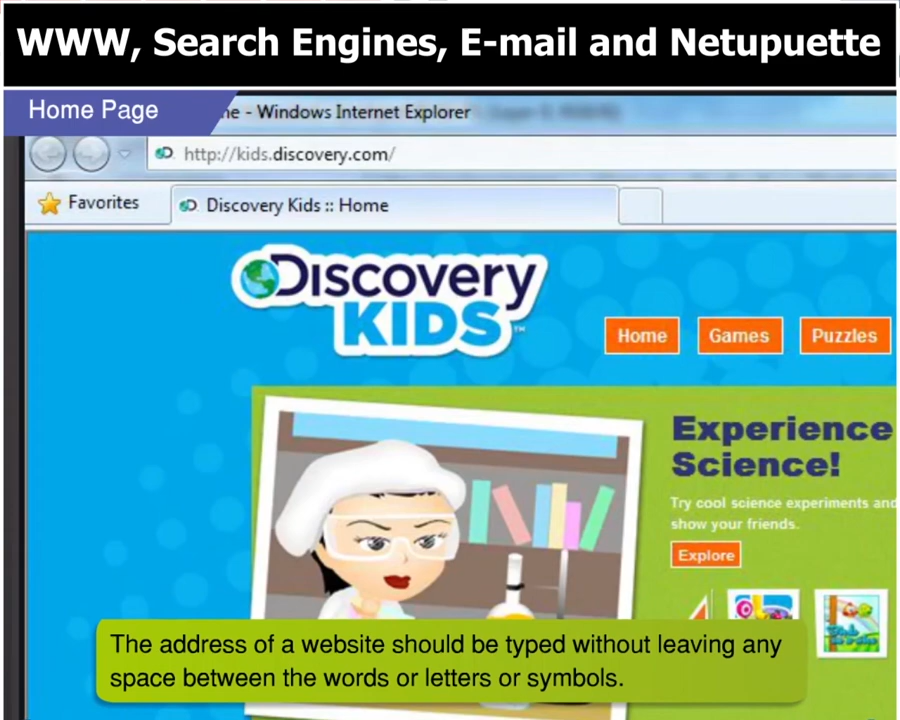 WWW, Search Engines, E-mail and Netupuette
Home Page
ne - Windows Internet Explorer
http://kids.discovery.com/
Favorites
Discovery Kids :: Home
DISCOVERY
KIDS™
Home
Games
Puzzles
Experience
Science!
Try cool science experiments and
show your friends.
Explore
The address of a website should be typed without leaving any
space between the words or letters or symbols.